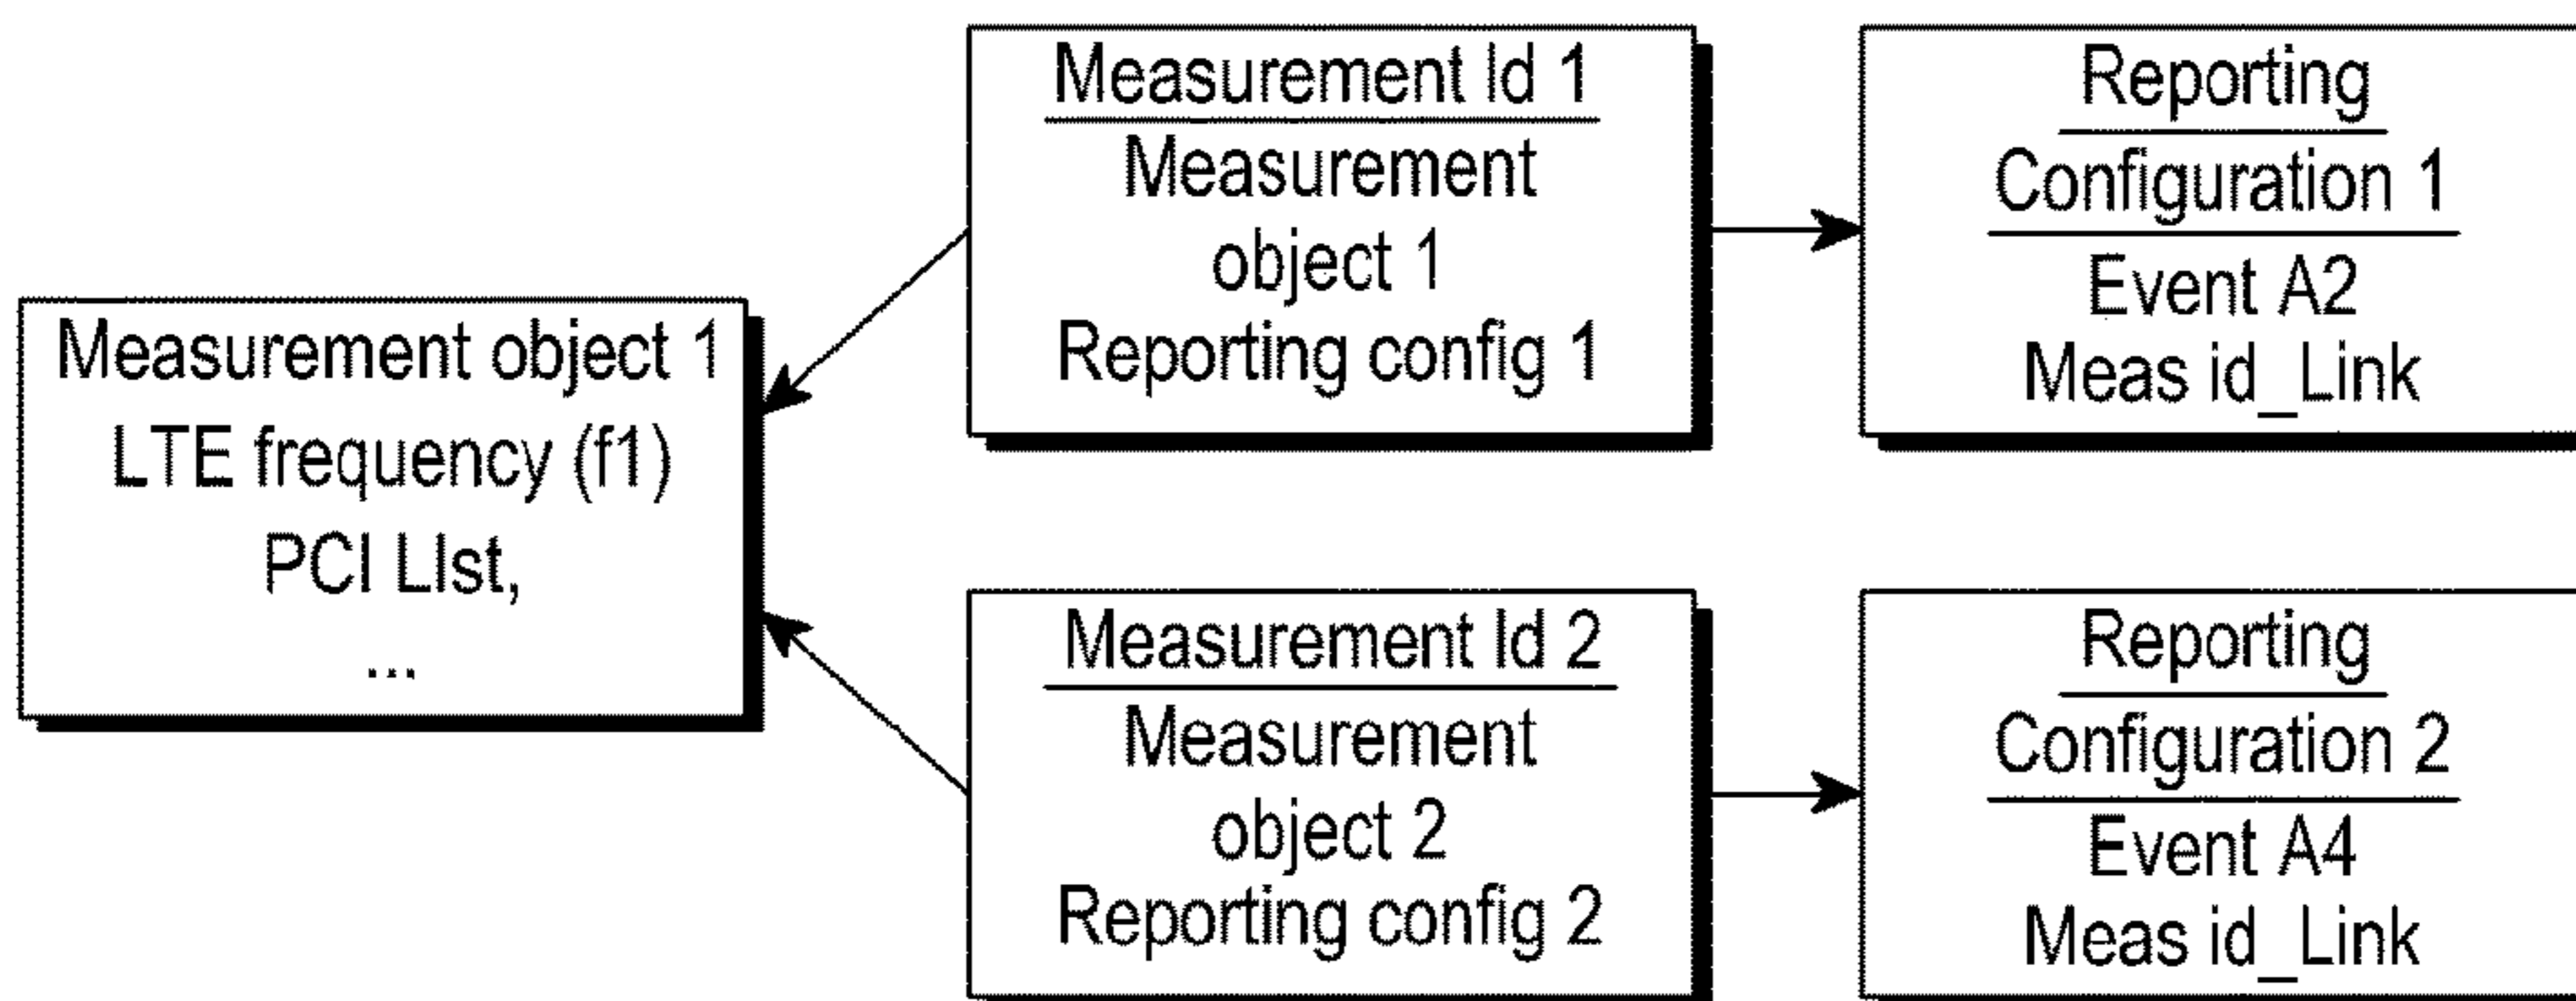 Measurement object 1
LTE frequency (f1)
PCI LIst,
...
Measurement Id 1
Measurement
object 1
Reporting config 1
Reporting
Configuration 1
Event A2
Meas id_Link
Measurement Id 2
Measurement
object 2
Reporting config 2
Reporting
Configuration 2
Event A4
Meas id_Link